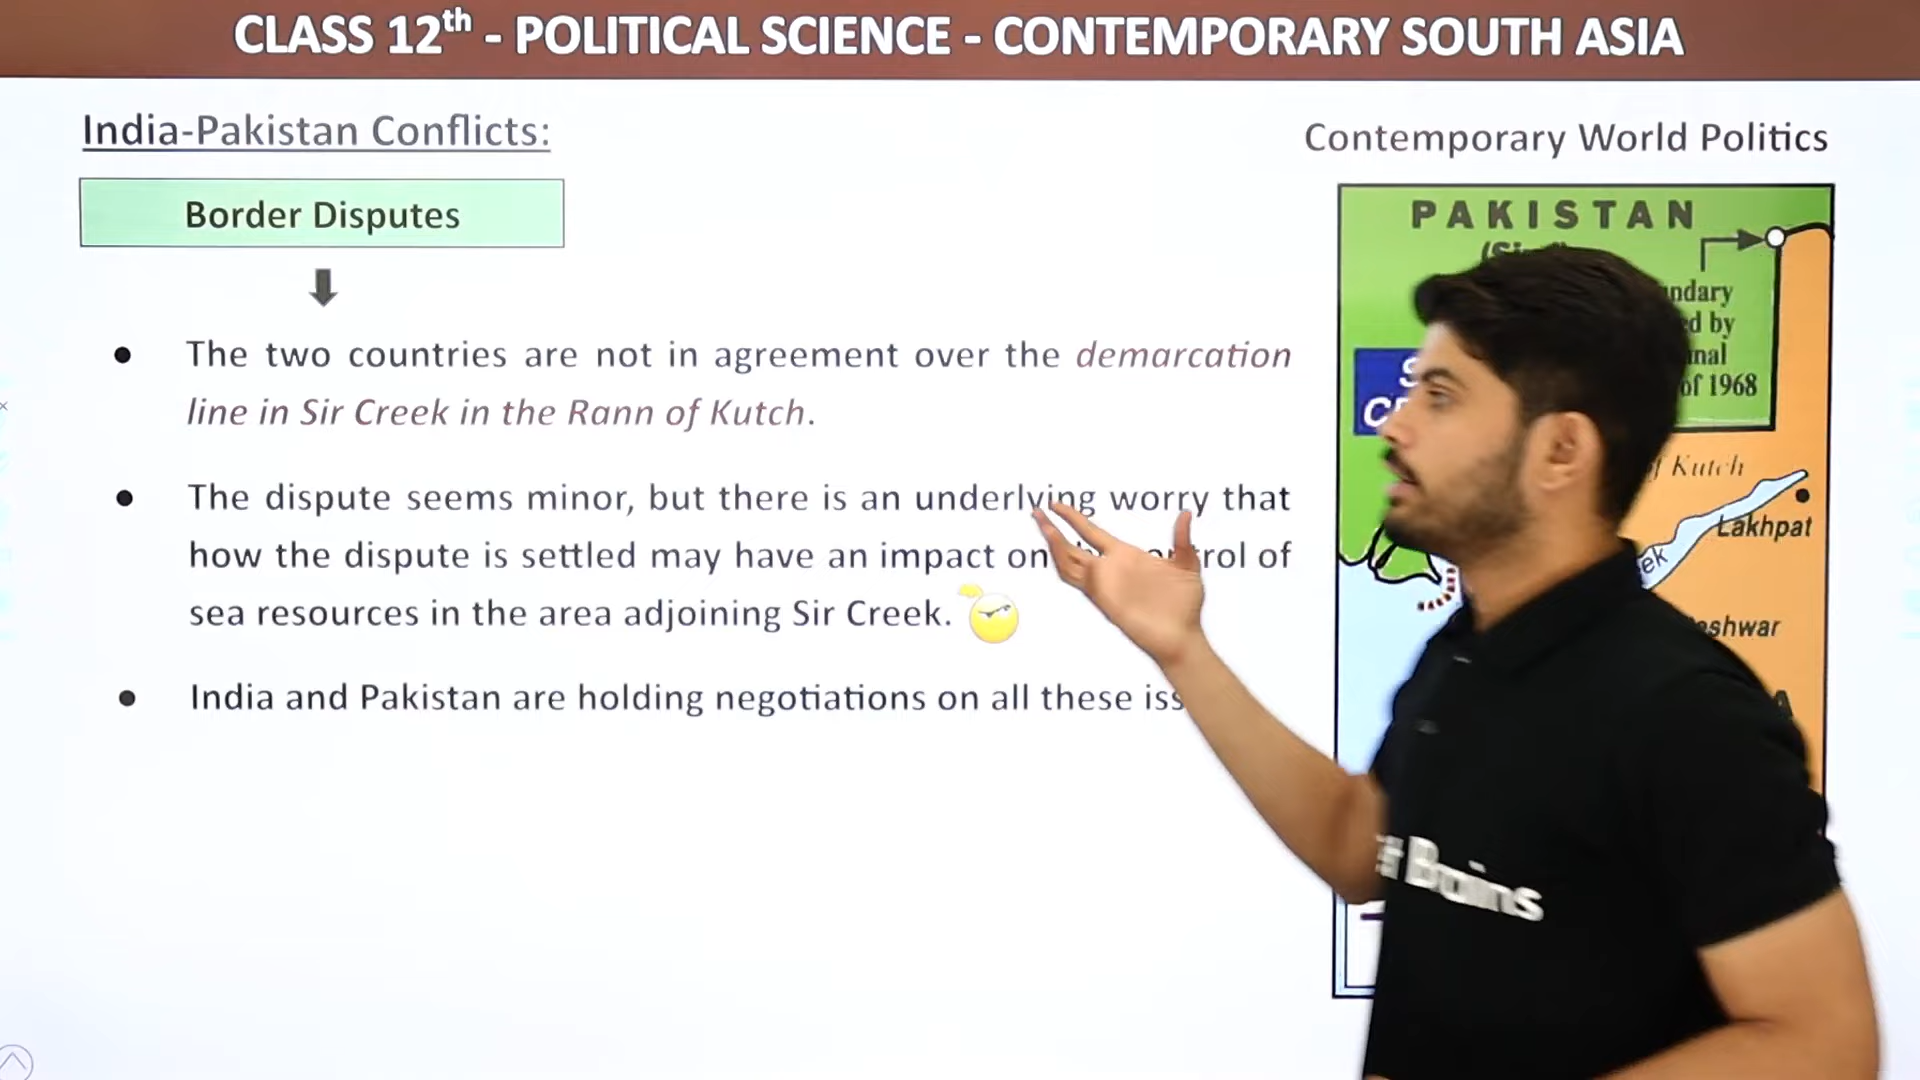 CLASS 12th - POLITICAL SCIENCE - CONTEMPORARY SOUTH ASIA
India-Pakistan Conflicts:
Border Disputes
The two countries are not in agreement over the demarcation
line in Sir Creek in the Rann of Kutch.
The dispute seems minor, but there is an underlying worry that
how the dispute is settled may have an impact on of
sea resources in the area adjoining Sir Creek.
India and Pakistan are holding negotiations on all these
Contemporary World Politics
PAKISTAN
by
of 1968
of Kutch
Lakhpat
Brains